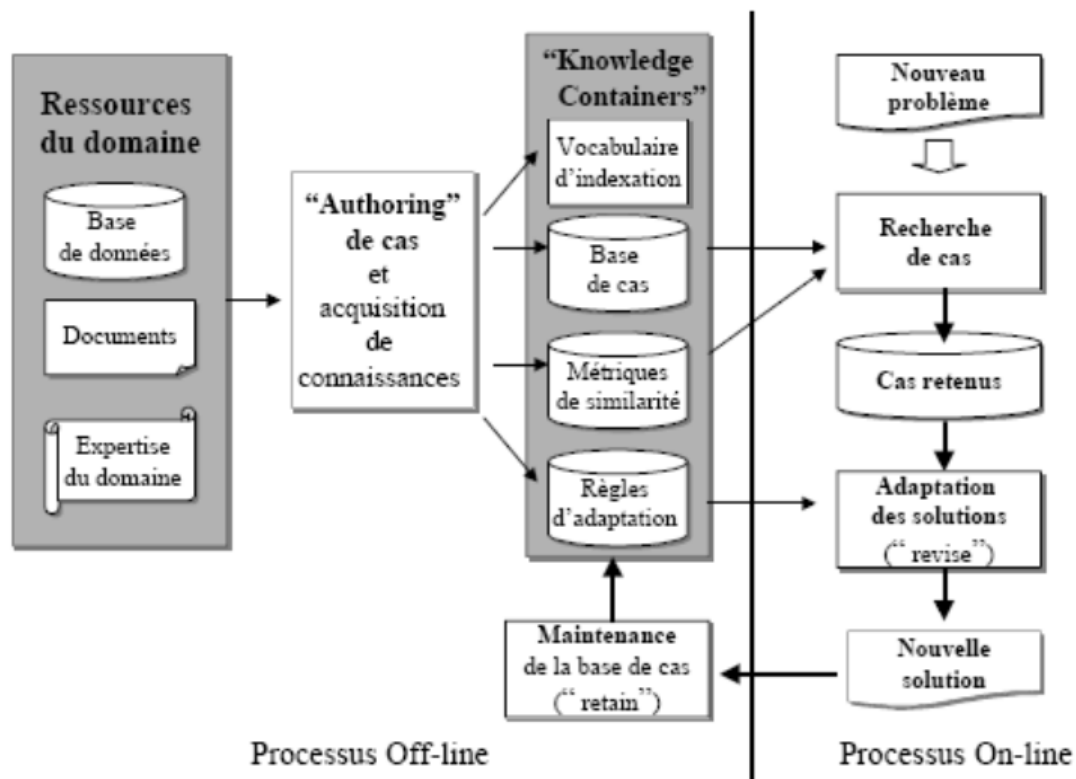 Ressources
du domaine
Base
de données
Documents
Expertise
du domaine
“Authoring”
de cas
et
acquisition
de
connaissances
“Knowledge
Containers”
Vocabulaire
d’indexation
Base
de cas
Métriques
de similarité
Règles
d’adaptation
Maintenance
de la base de cas
(“ retain”)
Processus Off-line
Nouveau
problème
Recherche
de cas
Cas retenus
Adaptation
des solutions
(“ revise”)
Nouvelle
solution
Processus On-line